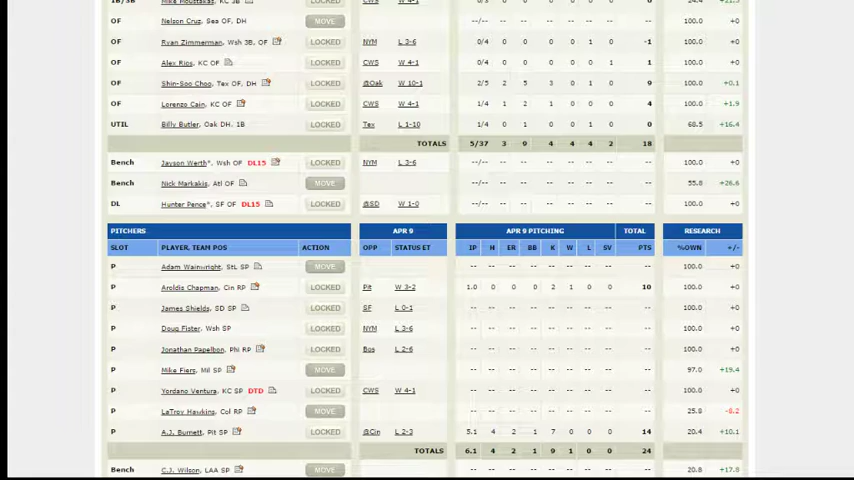 1B/3B Mike Moustakas, KC 3B LOCKED CWS W 4-1 0/3
OF Nelson Cruz, Sea OF, DH MOVE --/-- -- -- -- -- -- -- -- 100.0 +0
OF Ryan Zimmerman, Wsh 3B, OF LOCKED NYM L 3-6 0/4 0 0 0 0 1 0 -1 100.0 +0
OF Alex Rios, KC OF LOCKED CWS W 4-1 0/4 0 0 0 0 0 1 1 100.0 +0
OF Shin-Soo Choo, Tex OF, DH LOCKED @Oak W 10-1 2/5 2 5 3 0 1 0 9 100.0 +0.1
OF Lorenzo Cain, KC OF LOCKED CWS W 4-1 1/4 1 2 1 0 0 0 4 100.0 +1.9
UTIL Billy Butler, Oak DH, 1B LOCKED Tex L 1-10 1/4 0 1 0 0 1 0 0 68.5 +16.4
TOTALS 5/37 3 9 4 4 4 2 18
Bench Jayson Werth*, Wsh OF DL15 LOCKED NYM L 3-6 --/-- -- -- -- -- -- -- -- 100.0 +0
Bench Nick Markakis, Atl OF MOVE --/-- -- -- -- -- -- -- -- 55.8 +26.6
DL Hunter Pence*, SF OF DL15 LOCKED @SD W 1-0 --/-- -- -- -- -- -- -- -- 100.0 +0
PITCHERS APR 9 APR 9 PITCHING TOTAL RESEARCH
SLOT PLAYER, TEAM POS ACTION OPP STATUS ET IP H ER BB K W L SV PTS %OWN +/-
P Adam Wainwright, StL SP MOVE -- -- -- -- -- -- -- -- -- 100.0 +0
P Aroldis Chapman, Cin RP LOCKED Pit W 3-2 1.0 0 0 0 2 1 0 0 10 100.0 +0
P James Shields, SD SP LOCKED SF L 0-1 -- -- -- -- -- -- -- -- -- 100.0 +0
P Doug Fister, Wsh SP LOCKED NYM L 3-6 -- -- -- -- -- -- -- -- -- 100.0 +0
P Jonathan Papelbon, Phi RP LOCKED Bos L 2-6 -- -- -- -- -- -- -- -- -- 100.0 +0
P Mike Fiers, Mil SP MOVE -- -- -- -- -- -- -- -- -- 97.0 +19.4
P Yordano Ventura, KC SP DTD LOCKED CWS W 4-1 -- -- -- -- -- -- -- -- -- 100.0 +0
P LaTroy Hawkins, Col RP MOVE -- -- -- -- -- -- -- -- -- 25.8 -8.2
P A.J. Burnett, Pit SP LOCKED @Cin L 2-3 5.1 4 2 1 7 0 0 0 14 20.4 +10.1
TOTALS 6.1 4 2 1 9 1 0 0 24
Bench C.J. Wilson, LAA SP MOVE -- -- -- -- -- -- -- -- -- 20.8 +17.8